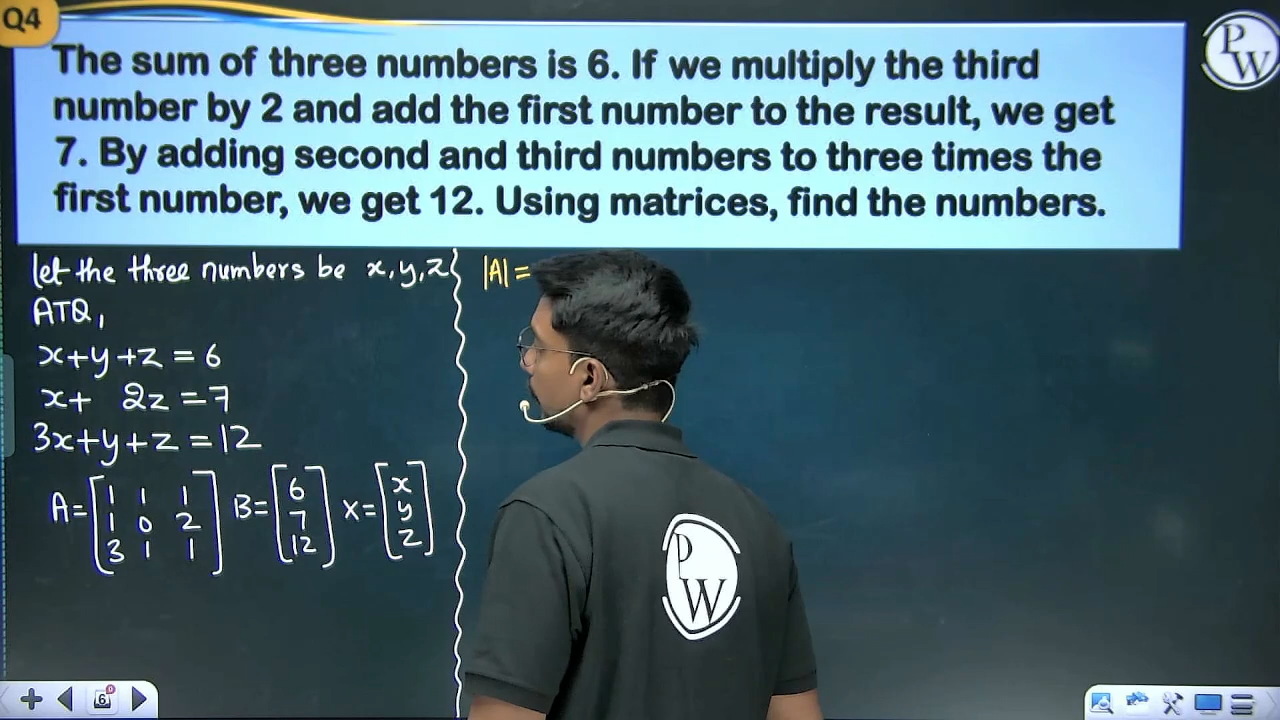 Q4
The sum of three numbers is 6. If we multiply the third
number by 2 and add the first number to the result, we get
7. By adding second and third numbers to three times the
first number, we get 12. Using matrices, find the numbers.
PW
let the three numbers be x, y, z
ATQ,
x+y+z = 6
x+ 2z = 7
3x+y+z = 12
A = [1 1 1
1 0 2
3 1 1] B = [6
7
12] X = [x
y
z]
|A| =
PW
6